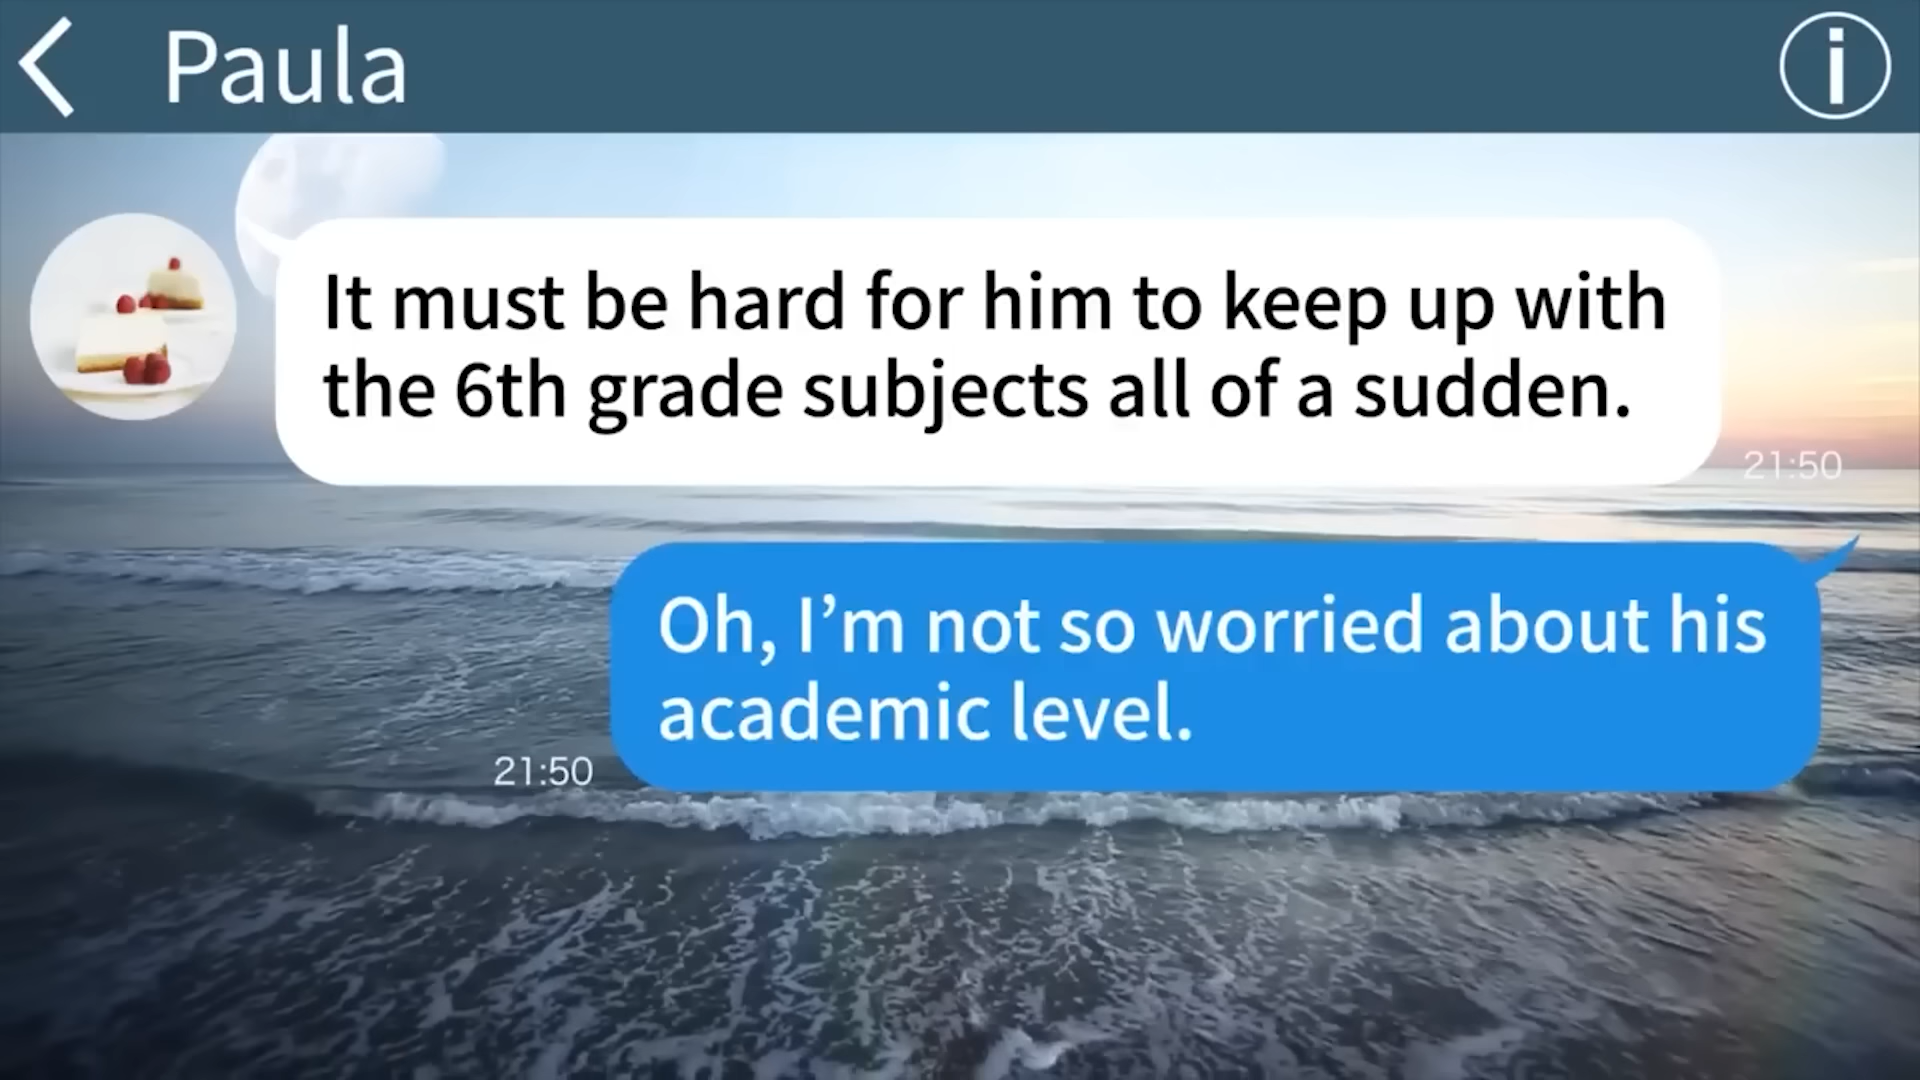 Paula
It must be hard for him to keep up with
the 6th grade subjects all of a sudden.
21:50
Oh, I’m not so worried about his
academic level.
21:50